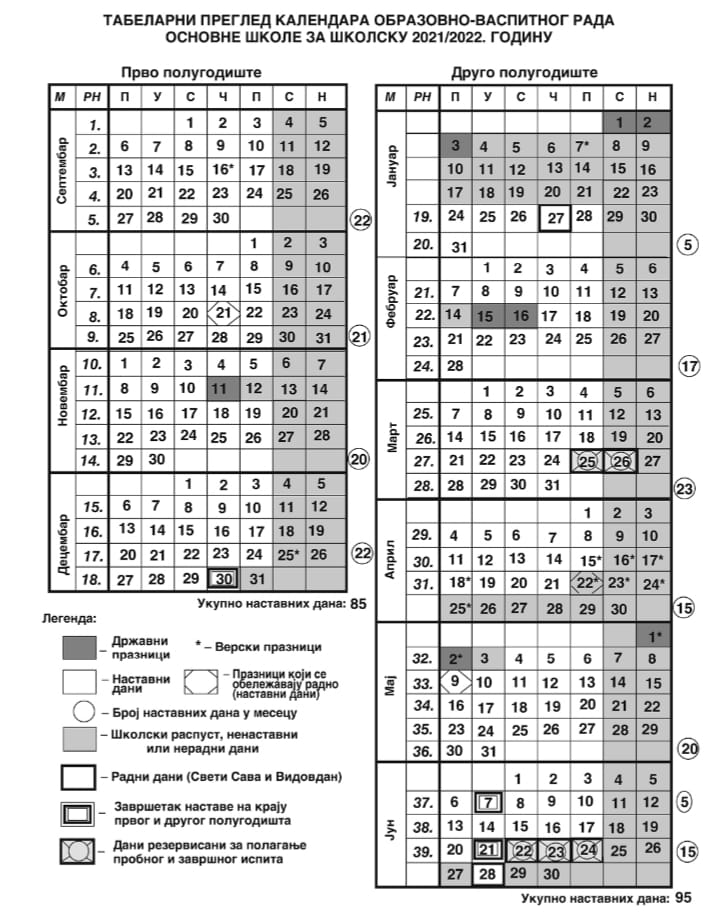 ТАБЕЛАРНИ ПРЕГЛЕД КАЛЕНДАРА ОБРАЗОВНО-ВАСПИТНОГ РАДА
ОСНОВНЕ ШКОЛЕ ЗА ШКОЛСКУ 2021/2022. ГОДИНУ
Прво полугодиште
М РН П У С Ч П С Н
Септембар
1. 1 2 3 4 5
2. 6 7 8 9 10 11 12
3. 13 14 15 16* 17 18 19
4. 20 21 22 23 24 25 26
5. 27 28 29 30 22
Октобар
1 2 3
6. 4 5 6 7 8 9 10
7. 11 12 13 14 15 16 17
8. 18 19 20 21 22 23 24
9. 25 26 27 28 29 30 31 21
Новембар
10. 1 2 3 4 5 6 7
11. 8 9 10 11 12 13 14
12. 15 16 17 18 19 20 21
13. 22 23 24 25 26 27 28
14. 29 30 20
Децембар
1 2 3 4 5
15. 6 7 8 9 10 11 12
16. 13 14 15 16 17 18 19
17. 20 21 22 23 24 25* 26 22
18. 27 28 29 30 31
Укупно наставних дана: 85
Легенда:
– Државни
празници
* – Верски празници
– Наставни
дани
– Празници који се
обележавају радно
(наставни дани)
– Број наставних дана у месецу
– Школски распуст, ненаставни
или нерадни дани
– Радни дани (Свети Сава и Видовдан)
– Завршетак наставе на крају
првог и другог полугодишта
– Дани резервисани за полагање
пробног и завршног испита
Друго полугодиште
М РН П У С Ч П С Н
Јануар
1 2
3 4 5 6 7* 8 9
10 11 12 13 14 15 16
17 18 19 20 21 22 23
19. 24 25 26 27 28 29 30
20. 31 5
Фебруар
1 2 3 4 5 6
21. 7 8 9 10 11 12 13
22. 14 15 16 17 18 19 20
23. 21 22 23 24 25 26 27
24. 28 17
Март
1 2 3 4 5 6
25. 7 8 9 10 11 12 13
26. 14 15 16 17 18 19 20
27. 21 22 23 24 25 26 27
28. 28 29 30 31 23
Април
1 2 3
29. 4 5 6 7 8 9 10
30. 11 12 13 14 15* 16* 17*
31. 18* 19 20 21 22* 23* 24*
25* 26 27 28 29 30 15
Мај
1*
32. 2* 3 4 5 6 7 8
33. 9 10 11 12 13 14 15
34. 16 17 18 19 20 21 22
35. 23 24 25 26 27 28 29
36. 30 31 20
Јун
1 2 3 4 5
37. 6 7 8 9 10 11 12 5
38. 13 14 15 16 17 18 19
39. 20 21 22 23 24 25 26 15
27 28 29 30
Укупно наставних дана: 95